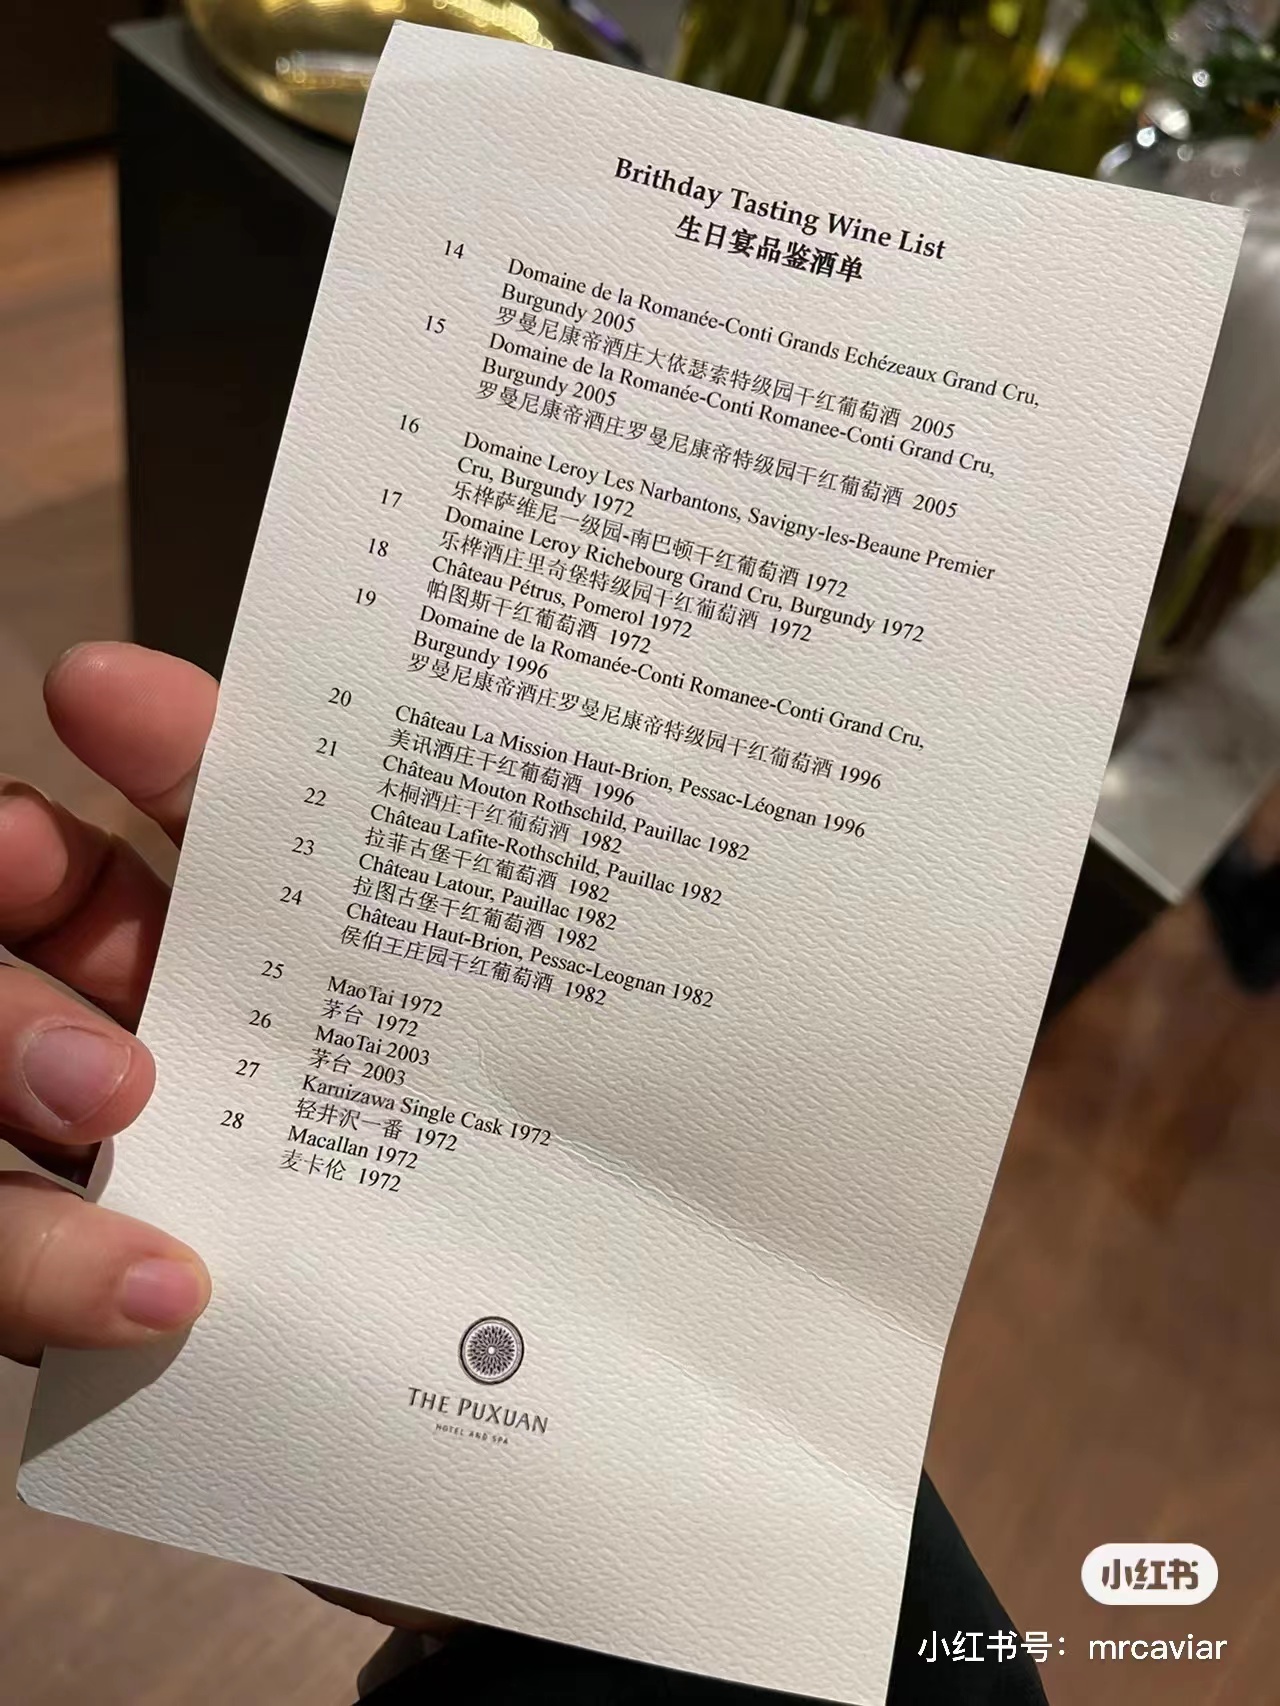 Brithday Tasting Wine List
生日宴品鉴酒单
14 Domaine de la Romanée-Conti Grands Echézeaux Grand Cru,
Burgundy 2005
罗曼尼康帝酒庄大依瑟索特级园干红葡萄酒 2005
15 Domaine de la Romanée-Conti Romanee-Conti Grand Cru,
Burgundy 2005
罗曼尼康帝酒庄罗曼尼康帝特级园干红葡萄酒 2005
16 Domaine Leroy Les Narbantons, Savigny-les-Beaune Premier
Cru, Burgundy 1972
乐桦萨维尼一级园-南巴顿干红葡萄酒 1972
17 Domaine Leroy Richebourg Grand Cru, Burgundy 1972
乐桦酒庄里奇堡特级园干红葡萄酒 1972
18 Château Pétrus, Pomerol 1972
帕图斯干红葡萄酒 1972
19 Domaine de la Romanée-Conti Romanee-Conti Grand Cru,
Burgundy 1996
罗曼尼康帝酒庄罗曼尼康帝特级园干红葡萄酒 1996
20 Château La Mission Haut-Brion, Pessac-Léognan 1996
美讯酒庄干红葡萄酒 1996
21 Château Mouton Rothschild, Pauillac 1982
木桐酒庄干红葡萄酒 1982
22 Château Lafite-Rothschild, Pauillac 1982
拉菲古堡干红葡萄酒 1982
23 Château Latour, Pauillac 1982
拉图古堡干红葡萄酒 1982
24 Château Haut-Brion, Pessac-Leognan 1982
侯伯王庄园干红葡萄酒 1982
25 MaoTai 1972
茅台 1972
26 MaoTai 2003
茅台 2003
27 Karuizawa Single Cask 1972
轻井沢一番 1972
28 Macallan 1972
麦卡伦 1972
THE PUXUAN
HOTEL AND SPA
小红书
小红书号：mrcaviar